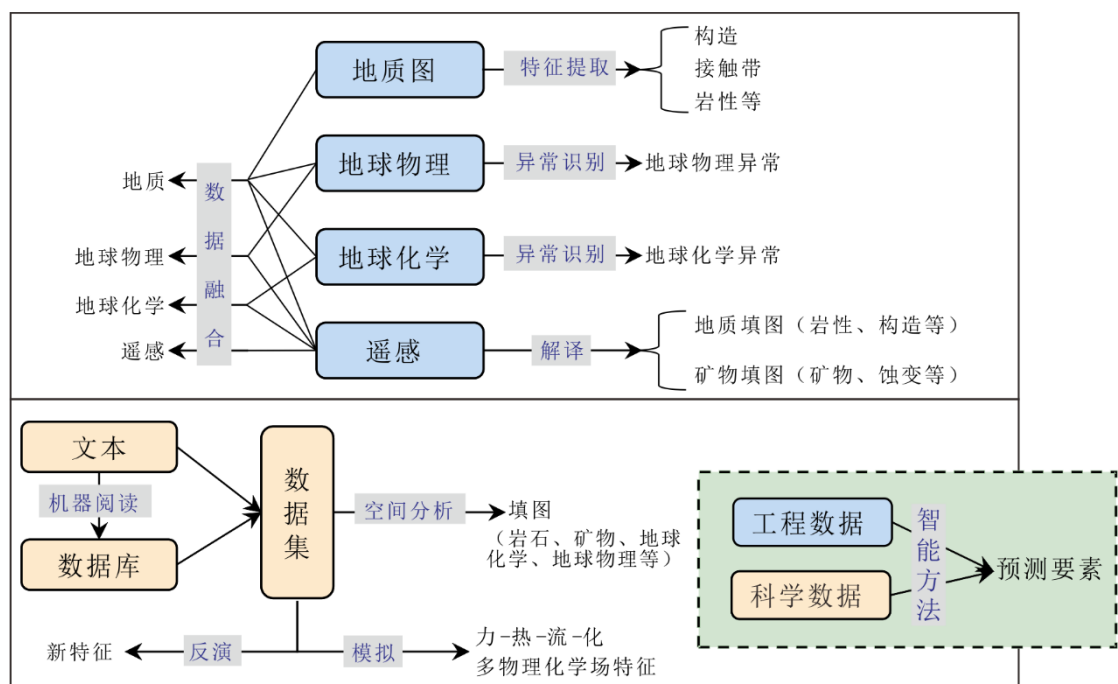 地质图
特征提取
构造
接触带
岩性等
地球物理
异常识别
地球物理异常
地质
数据融合
地球物理
地球化学
异常识别
地球化学异常
地球化学
遥感
遥感
解译
地质填图（岩性、构造等）
矿物填图（矿物、蚀变等）
文本
机器阅读
数据库
数据集
空间分析
填图
（岩石、矿物、地球
化学、地球物理等）
新特征
反演
模拟
力-热-流-化
多物理化学场特征
工程数据
科学数据
智能方法
预测要素